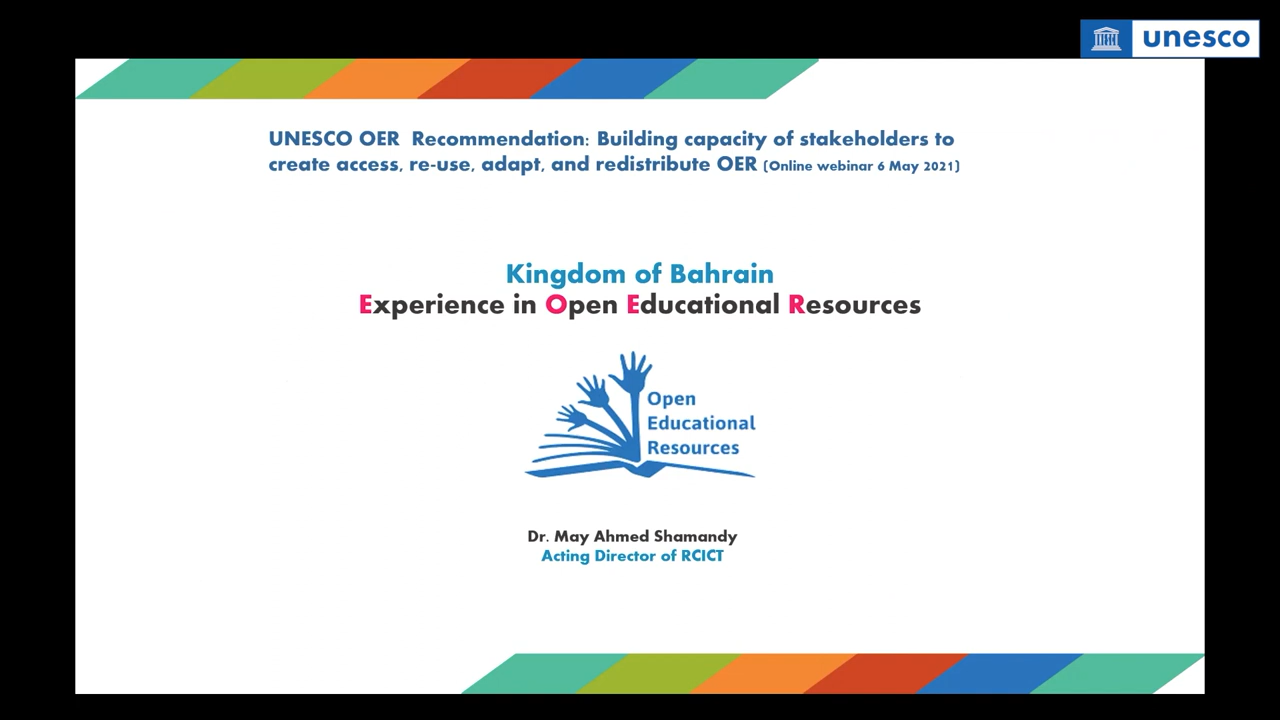 unesco
UNESCO OER Recommendation: Building capacity of stakeholders to
create access, re-use, adapt, and redistribute OER (Online webinar 6 May 2021)
Kingdom of Bahrain
Experience in Open Educational Resources
Open
Educational
Resources
Dr. May Ahmed Shamandy
Acting Director of RCICT